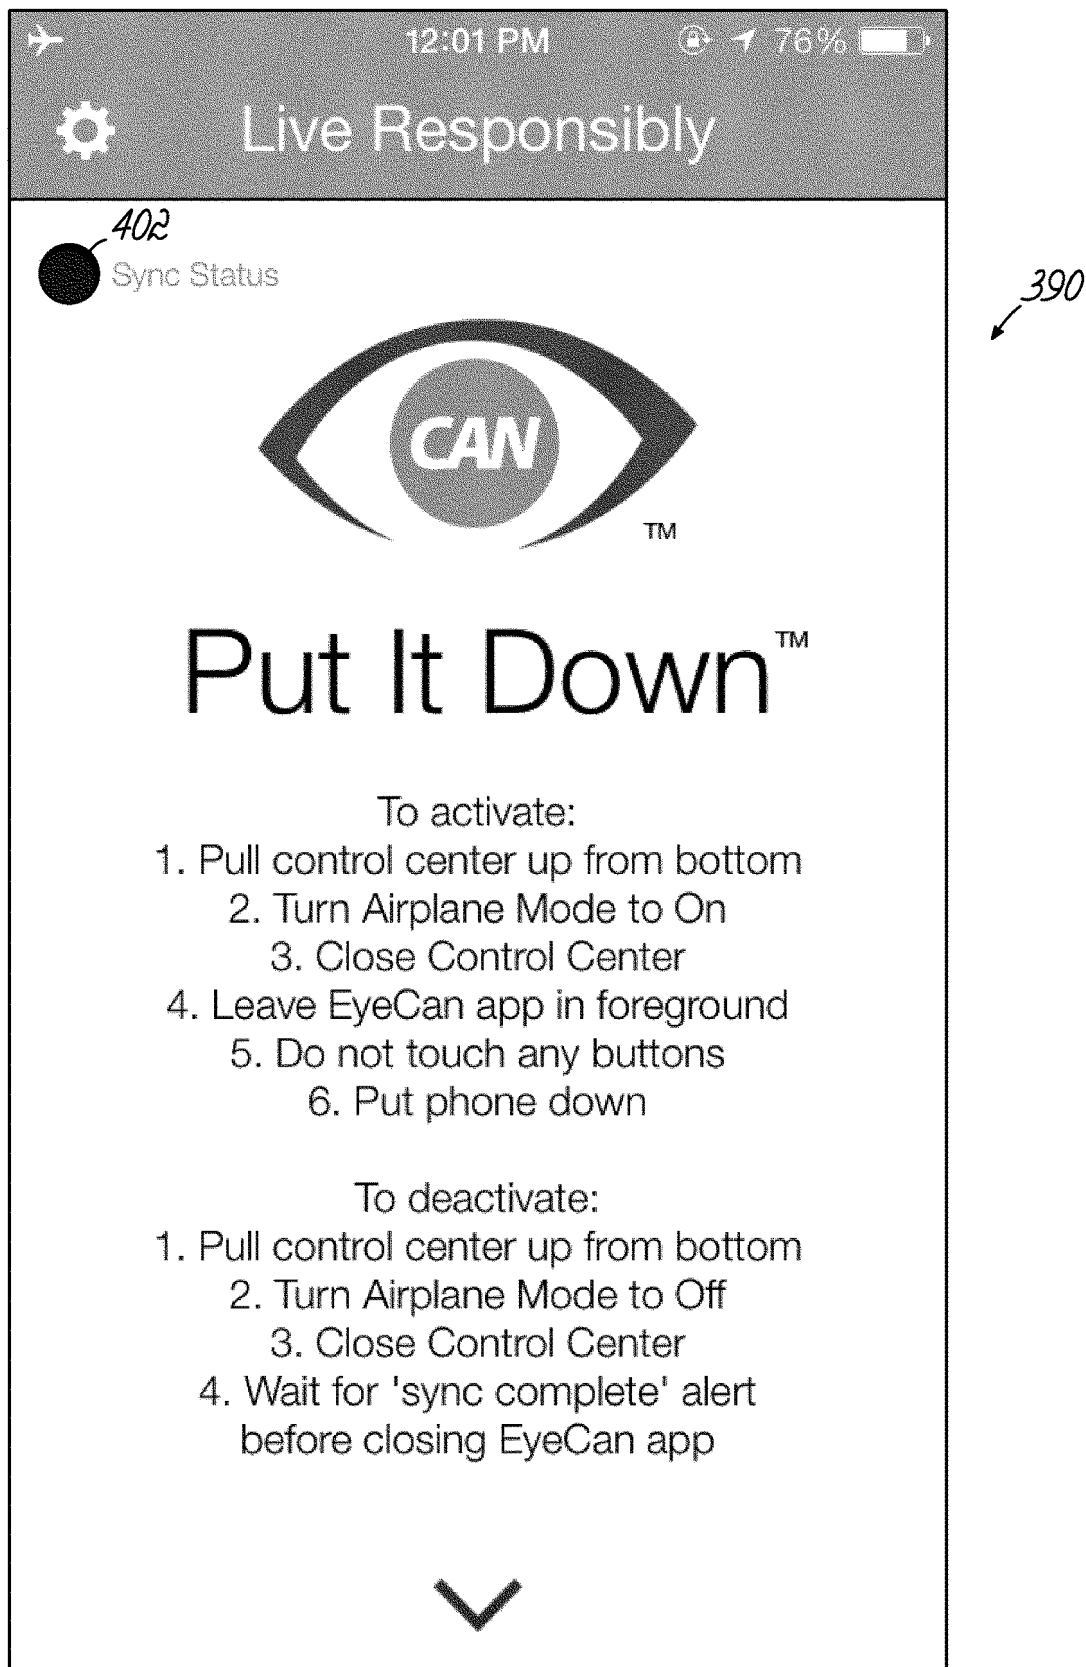 12:01 PM 76%
Live Responsibly
402
Sync Status
390
CAN
TM
Put It Down™
To activate:
1. Pull control center up from bottom
2. Turn Airplane Mode to On
3. Close Control Center
4. Leave EyeCan app in foreground
5. Do not touch any buttons
6. Put phone down
To deactivate:
1. Pull control center up from bottom
2. Turn Airplane Mode to Off
3. Close Control Center
4. Wait for 'sync complete' alert
before closing EyeCan app